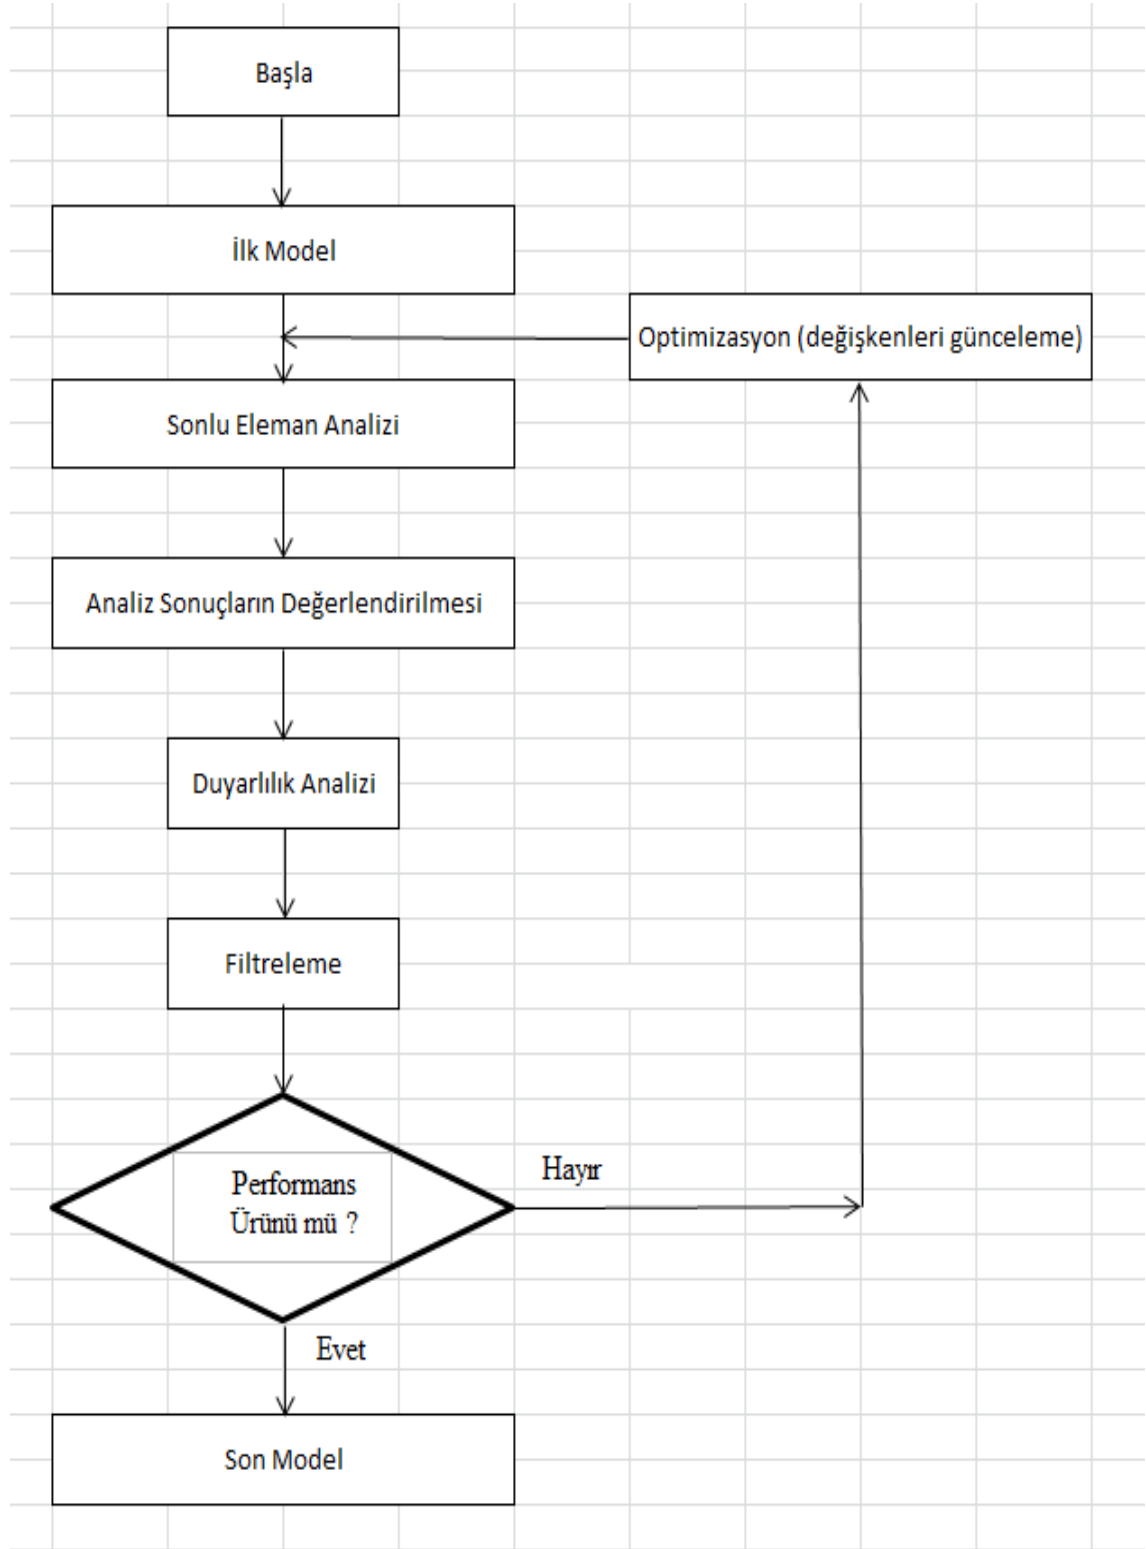 Başla
İlk Model
Optimizasyon (değişkenleri günceleme)
Sonlu Eleman Analizi
Analiz Sonuçların Değerlendirilmesi
Duyarlılık Analizi
Filtreleme
Performans
Ürünü mü ?
Hayır
Evet
Son Model